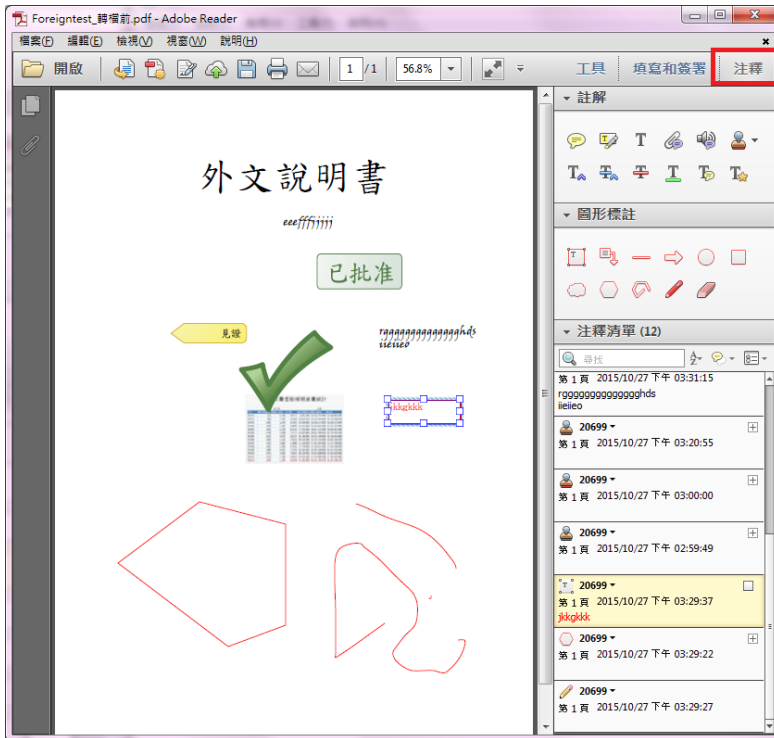 Foreigntest_轉檔前.pdf - Adobe Reader
檔案(F) 編輯(E) 檢視(V) 視窗(W) 說明(H)
開啟 1 / 1 56.8% 工具 填寫和簽署 注釋
外文說明書
eeefffijjjj
已批准
見證
rgggggggggggggghds
iieiieo
jkkgkkk
註解
圖形標註
注釋清單 (12)
尋找
第 1 頁 2015/10/27 下午 03:31:15
rgggggggggggggghds
iieiieo
20699
第 1 頁 2015/10/27 下午 03:20:55
20699
第 1 頁 2015/10/27 下午 03:00:00
20699
第 1 頁 2015/10/27 下午 02:59:49
20699
第 1 頁 2015/10/27 下午 03:29:37
jkkgkkk
20699
第 1 頁 2015/10/27 下午 03:29:22
20699
第 1 頁 2015/10/27 下午 03:29:27